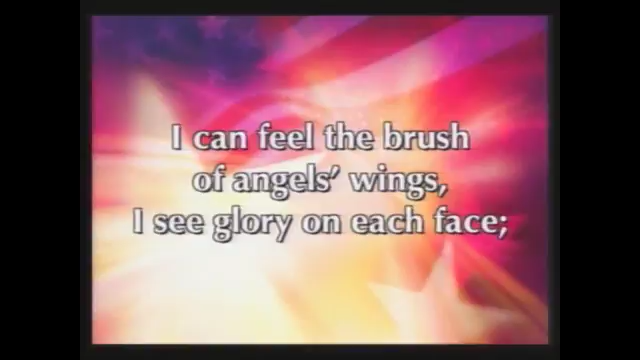 I can feel the brush
of angels' wings,
I see glory on each face;